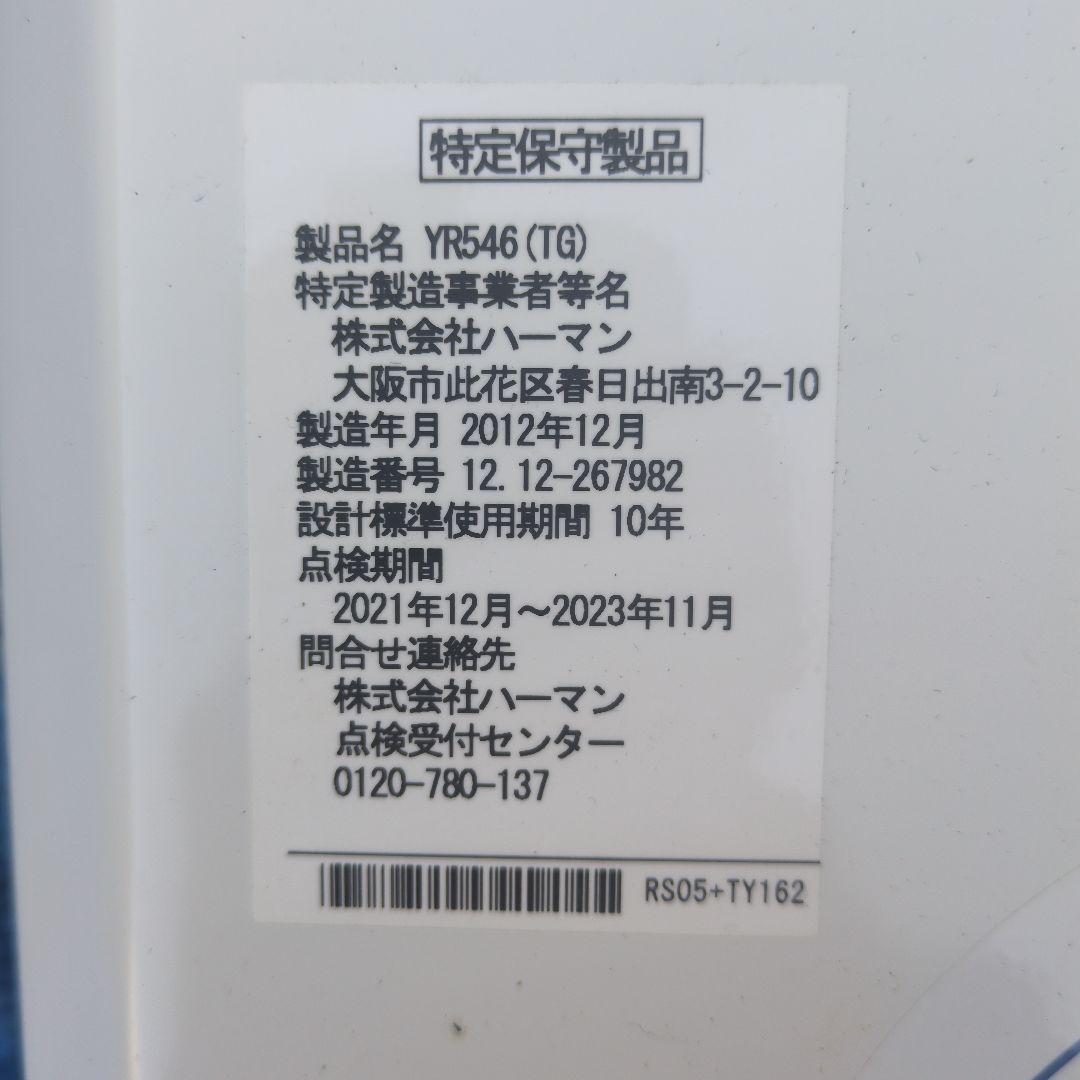 特定保守製品
製品名 YR546(TG)
特定製造事業者等名
株式会社ハーマン
大阪市此花区春日出南3-2-10
製造年月 2012年12月
製造番号 12.12-267982
設計標準使用期間 10年
点検期間
2021年12月～2023年11月
問合せ連絡先
株式会社ハーマン
点検受付センター
0120-780-137
RS05+TY162